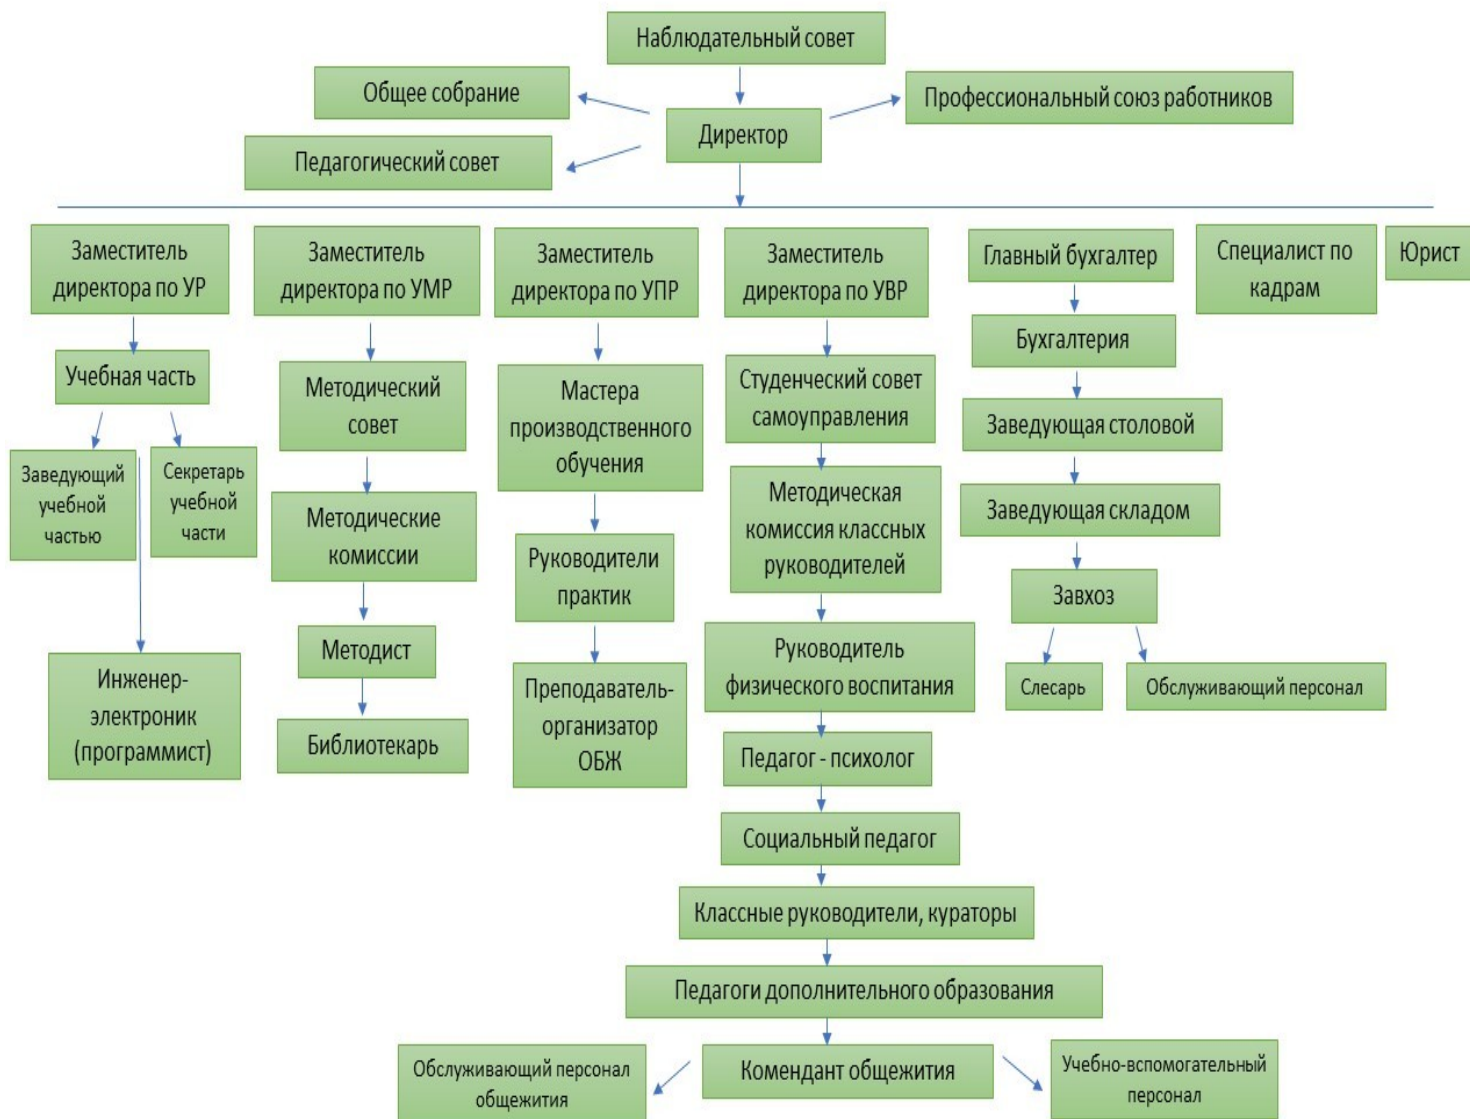 Наблюдательный совет
Общее собрание
Профессиональный союз работников
Директор
Педагогический совет
Заместитель
директора по УР
Заместитель
директора по УМР
Заместитель
директора по УПР
Заместитель
директора по УВР
Главный бухгалтер
Специалист по
кадрам
Юрист
Учебная часть
Заведующий
учебной
частью
Секретарь
учебной
части
Инженер-
электроник
(программист)
Методический
совет
Методические
комиссии
Методист
Библиотекарь
Мастера
производственного
обучения
Руководители
практик
Преподаватель-
организатор
ОБЖ
Студенческий совет
самоуправления
Методическая
комиссия классных
руководителей
Руководитель
физического воспитания
Педагог - психолог
Социальный педагог
Классные руководители, кураторы
Педагоги дополнительного образования
Комендант общежития
Обслуживающий персонал
общежития
Учебно-вспомогательный
персонал
Бухгалтерия
Заведующая столовой
Заведующая складом
Завхоз
Слесарь
Обслуживающий персонал